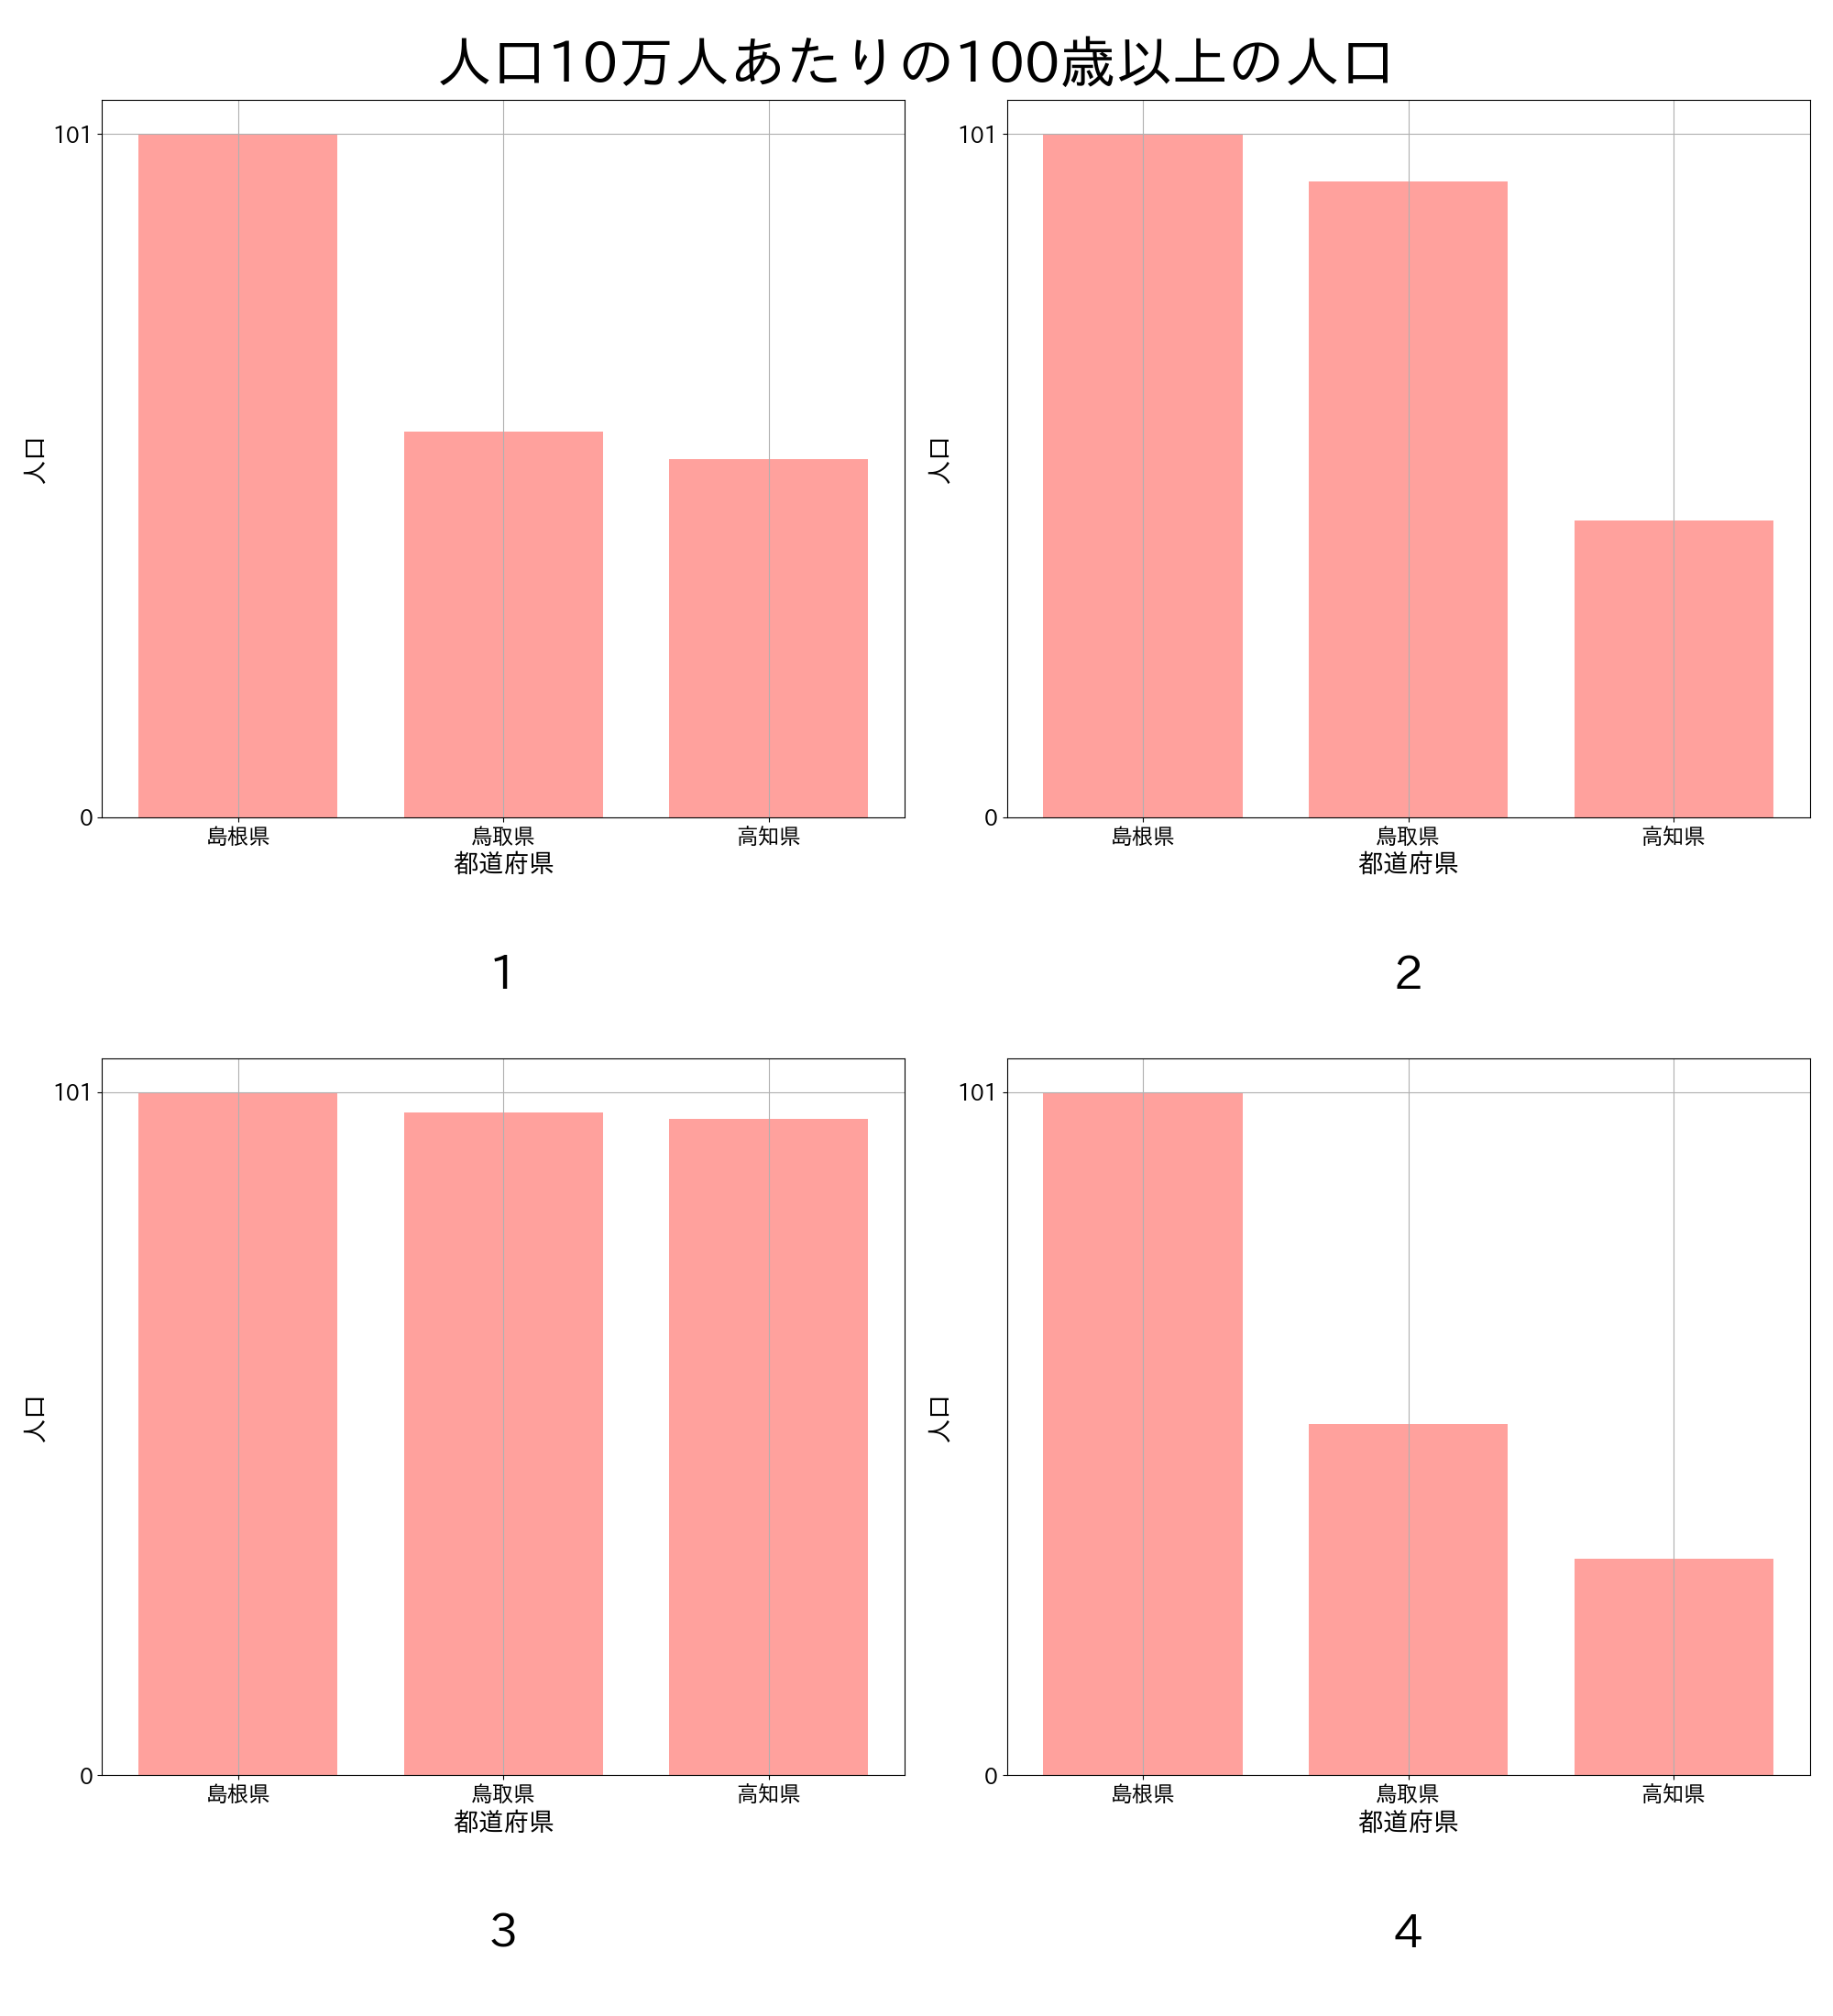 人口10万人あたりの100歳以上の人口
101
0
人口
島根県 鳥取県 高知県
都道府県
1
101
0
人口
島根県 鳥取県 高知県
都道府県
2
101
0
人口
島根県 鳥取県 高知県
都道府県
3
101
0
人口
島根県 鳥取県 高知県
都道府県
4